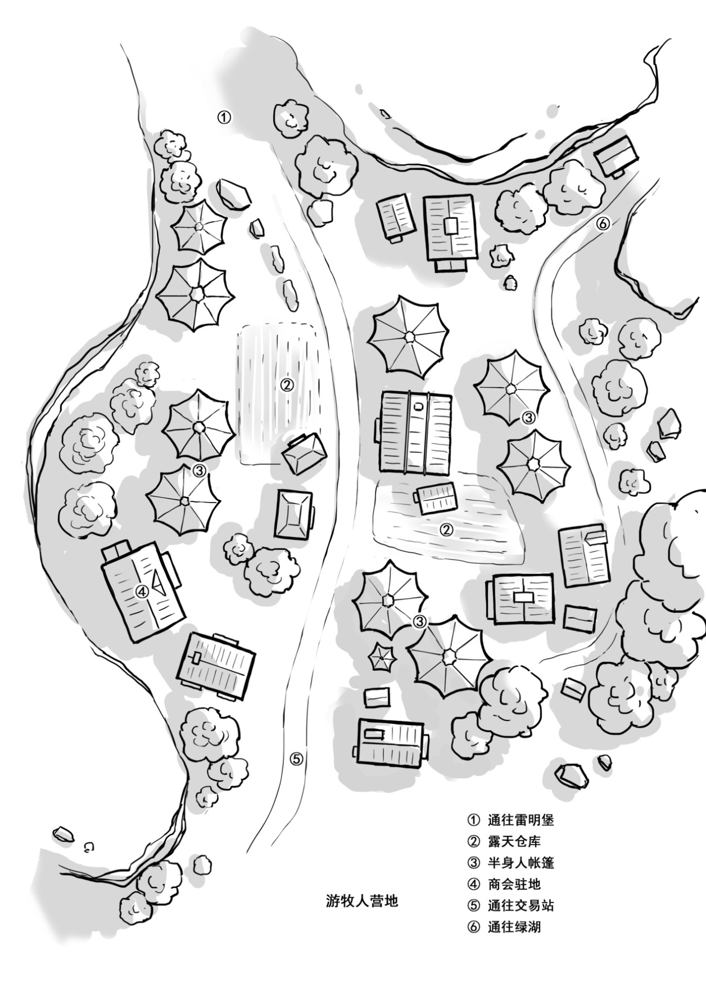 ①
⑥
②
③
③
②
④
③
⑤
① 通往雷明堡
② 露天仓库
③ 半身人帐篷
④ 商会驻地
⑤ 通往交易站
⑥ 通往绿湖
游牧人营地